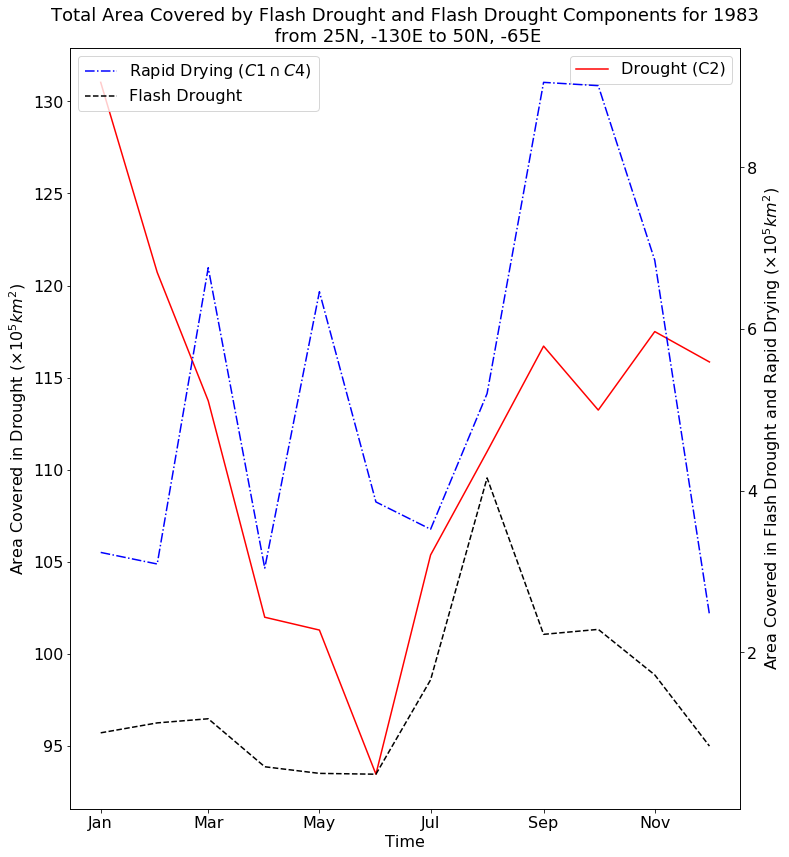 Total Area Covered by Flash Drought and Flash Drought Components for 1983
from 25N, -130E to 50N, -65E
Rapid Drying (C1 ∩ C4)
Flash Drought
Drought (C2)
Area Covered in Drought (×10⁵km²)
130
125
120
115
110
105
100
95
8
6
4
2
Area Covered in Flash Drought and Rapid Drying (×10⁵km²)
Jan Mar May Jul Sep Nov
Time